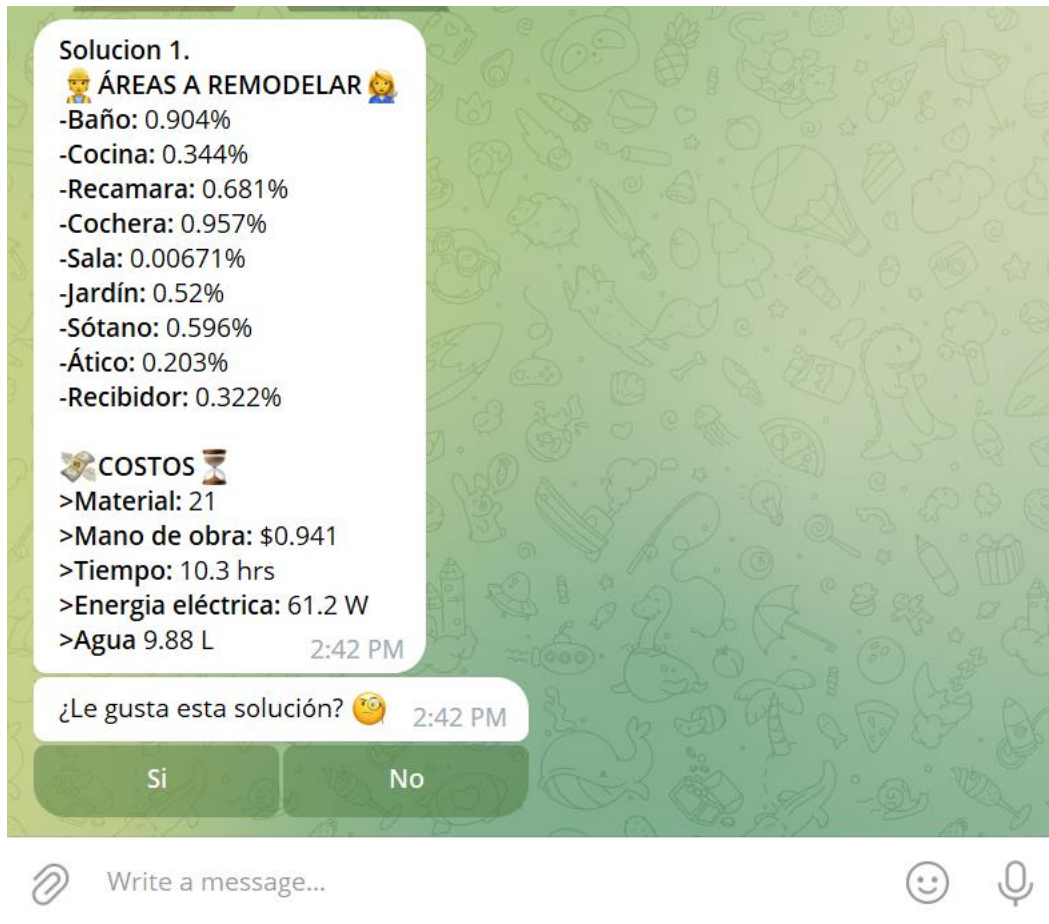 Solucion 1.
👷ÁREAS A REMODELAR👩‍🔧
-Baño: 0.904%
-Cocina: 0.344%
-Recamara: 0.681%
-Cochera: 0.957%
-Sala: 0.00671%
-Jardín: 0.52%
-Sótano: 0.596%
-Ático: 0.203%
-Recibidor: 0.322%
💸COSTOS⏳
>Material: 21
>Mano de obra: $0.941
>Tiempo: 10.3 hrs
>Energia eléctrica: 61.2 W
>Agua 9.88 L
2:42 PM
¿Le gusta esta solución? 🧐 2:42 PM
Si
No
Write a message...